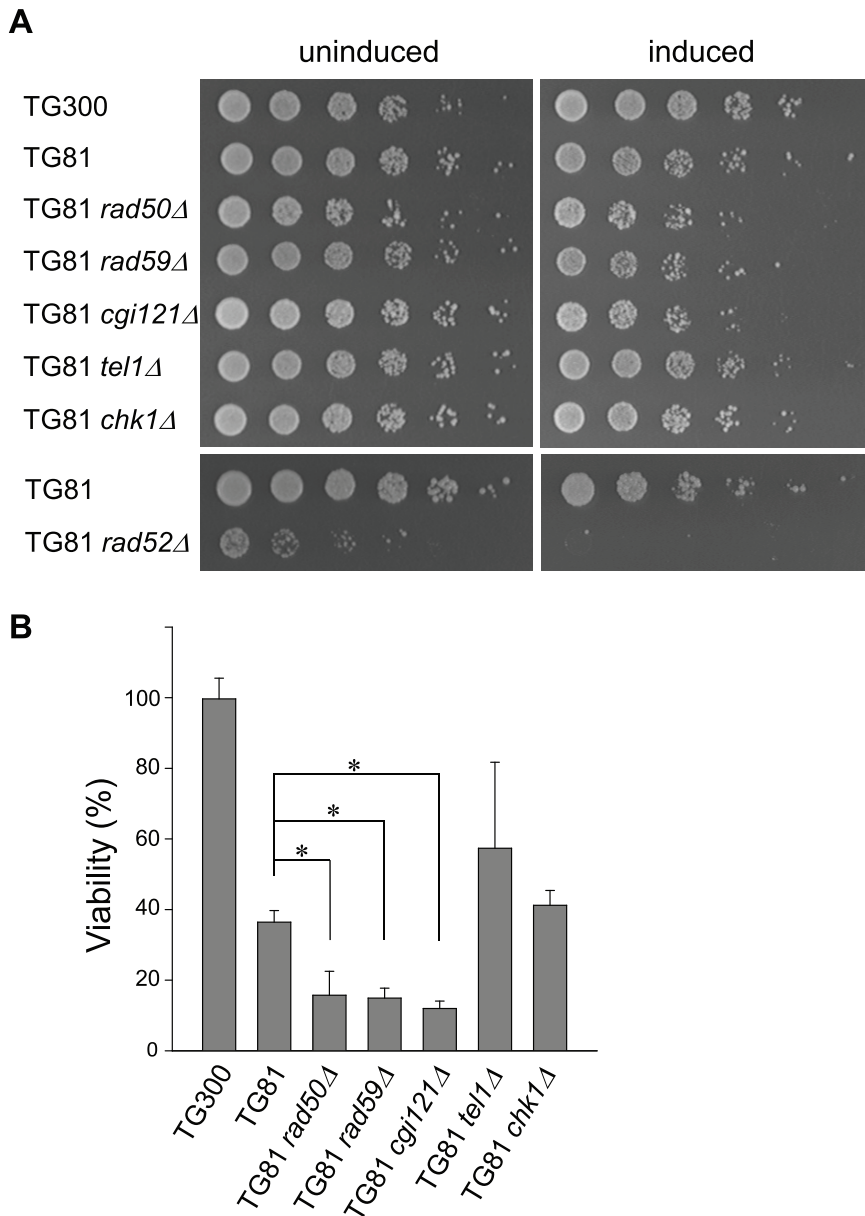 A
uninduced induced
TG300
TG81
TG81 rad50Δ
TG81 rad59Δ
TG81 cgi121Δ
TG81 tel1Δ
TG81 chk1Δ
TG81
TG81 rad52Δ
B
Viability (%)
100
80
60
40
20
0
* 
*
*
TG300
TG81
TG81 rad50Δ
TG81 rad59Δ
TG81 cgi121Δ
TG81 tel1Δ
TG81 chk1Δ